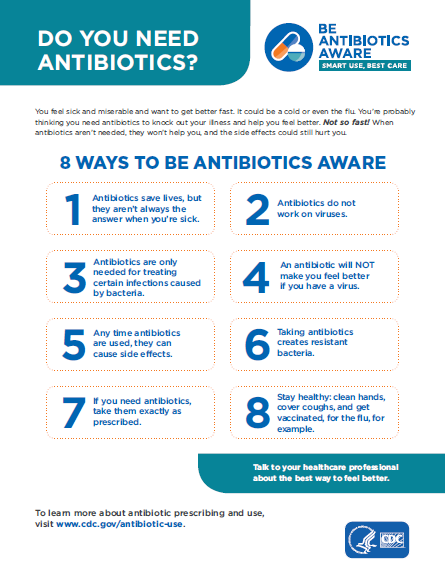 DO YOU NEED
ANTIBIOTICS?
BE
ANTIBIOTICS
AWARE
SMART USE, BEST CARE
You feel sick and miserable and want to get better fast. It could be a cold or even the flu. You're probably
thinking you need antibiotics to knock out your illness and help you feel better. Not so fast! When
antibiotics aren't needed, they won't help you, and the side effects could still hurt you.
8 WAYS TO BE ANTIBIOTICS AWARE
1
Antibiotics save lives, but
they aren't always the
answer when you're sick.
2
Antibiotics do not
work on viruses.
3
Antibiotics are only
needed for treating
certain infections caused
by bacteria.
4
An antibiotic will NOT
make you feel better
if you have a virus.
5
Any time antibiotics
are used, they can
cause side effects.
6
Taking antibiotics
creates resistant
bacteria.
7
If you need antibiotics,
take them exactly as
prescribed.
8
Stay healthy: clean hands,
cover coughs, and get
vaccinated, for the flu, for
example.
Talk to your healthcare professional
about the best way to feel better.
To learn more about antibiotic prescribing and use,
visit www.cdc.gov/antibiotic-use.
CDC